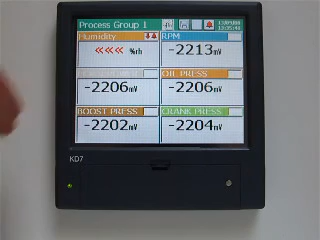 Process Group 1
Humidity
RPM
««« %rh
-2213mV
OIL PRESS
-2206mV
-2206mV
BOOST PRESS
CRANK PRESS
-2202mV
-2204mV
KD7